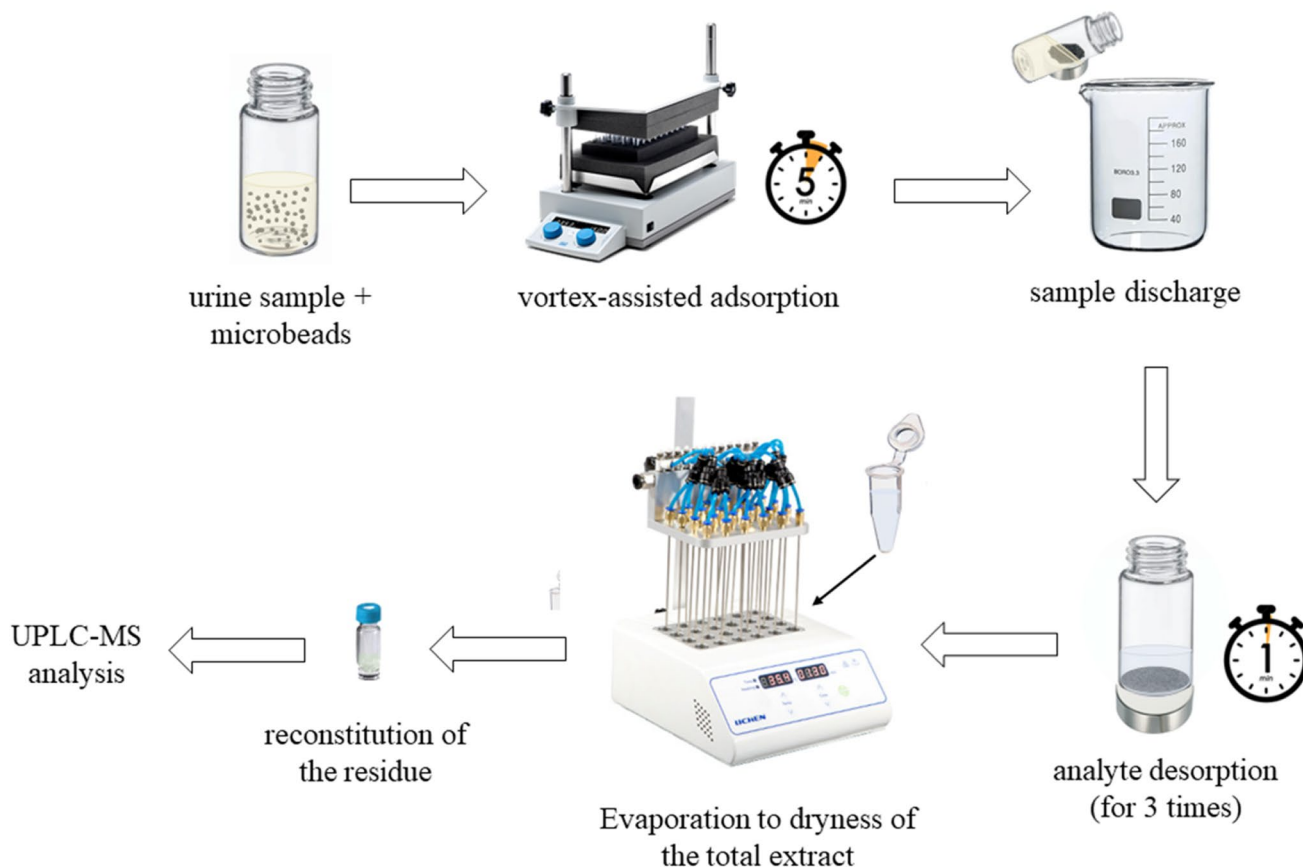 urine sample +
microbeads
vortex-assisted adsorption
5
min
APPROX
160
BORO3.3
120
80
40
sample discharge
analyte desorption
(for 3 times)
1
min
UCHEN
Evaporation to dryness of
the total extract
reconstitution of
the residue
UPLC-MS
analysis